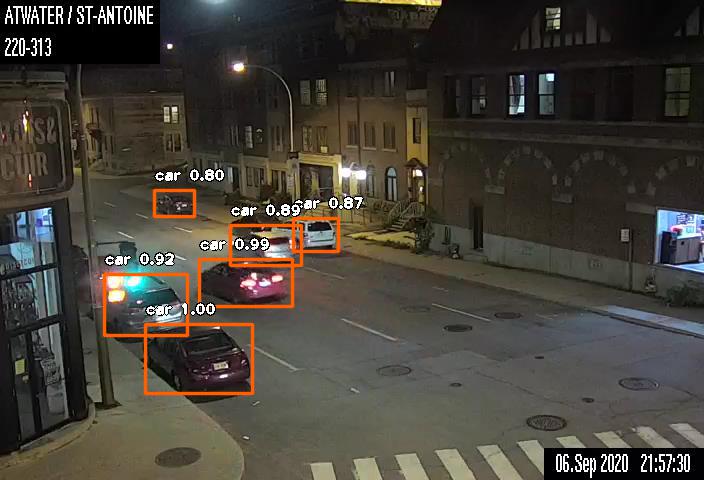 ATWATER / ST-ANTOINE
220-313
car 0.80
car 0.89
car 0.87
car 0.99
car 0.92
car 1.00
CUIR
06.Sep 2020 21:57:30